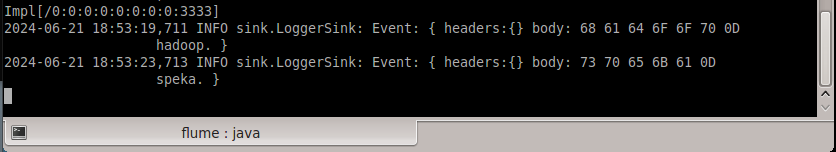 Impl[/0:0:0:0:0:0:0:0:3333]
2024-06-21 18:53:19,711 INFO sink.LoggerSink: Event: { headers:{} body: 68 61 64 6F 6F 70 0D
hadoop. }
2024-06-21 18:53:23,713 INFO sink.LoggerSink: Event: { headers:{} body: 73 70 65 6B 61 0D
speka. }
flume : java